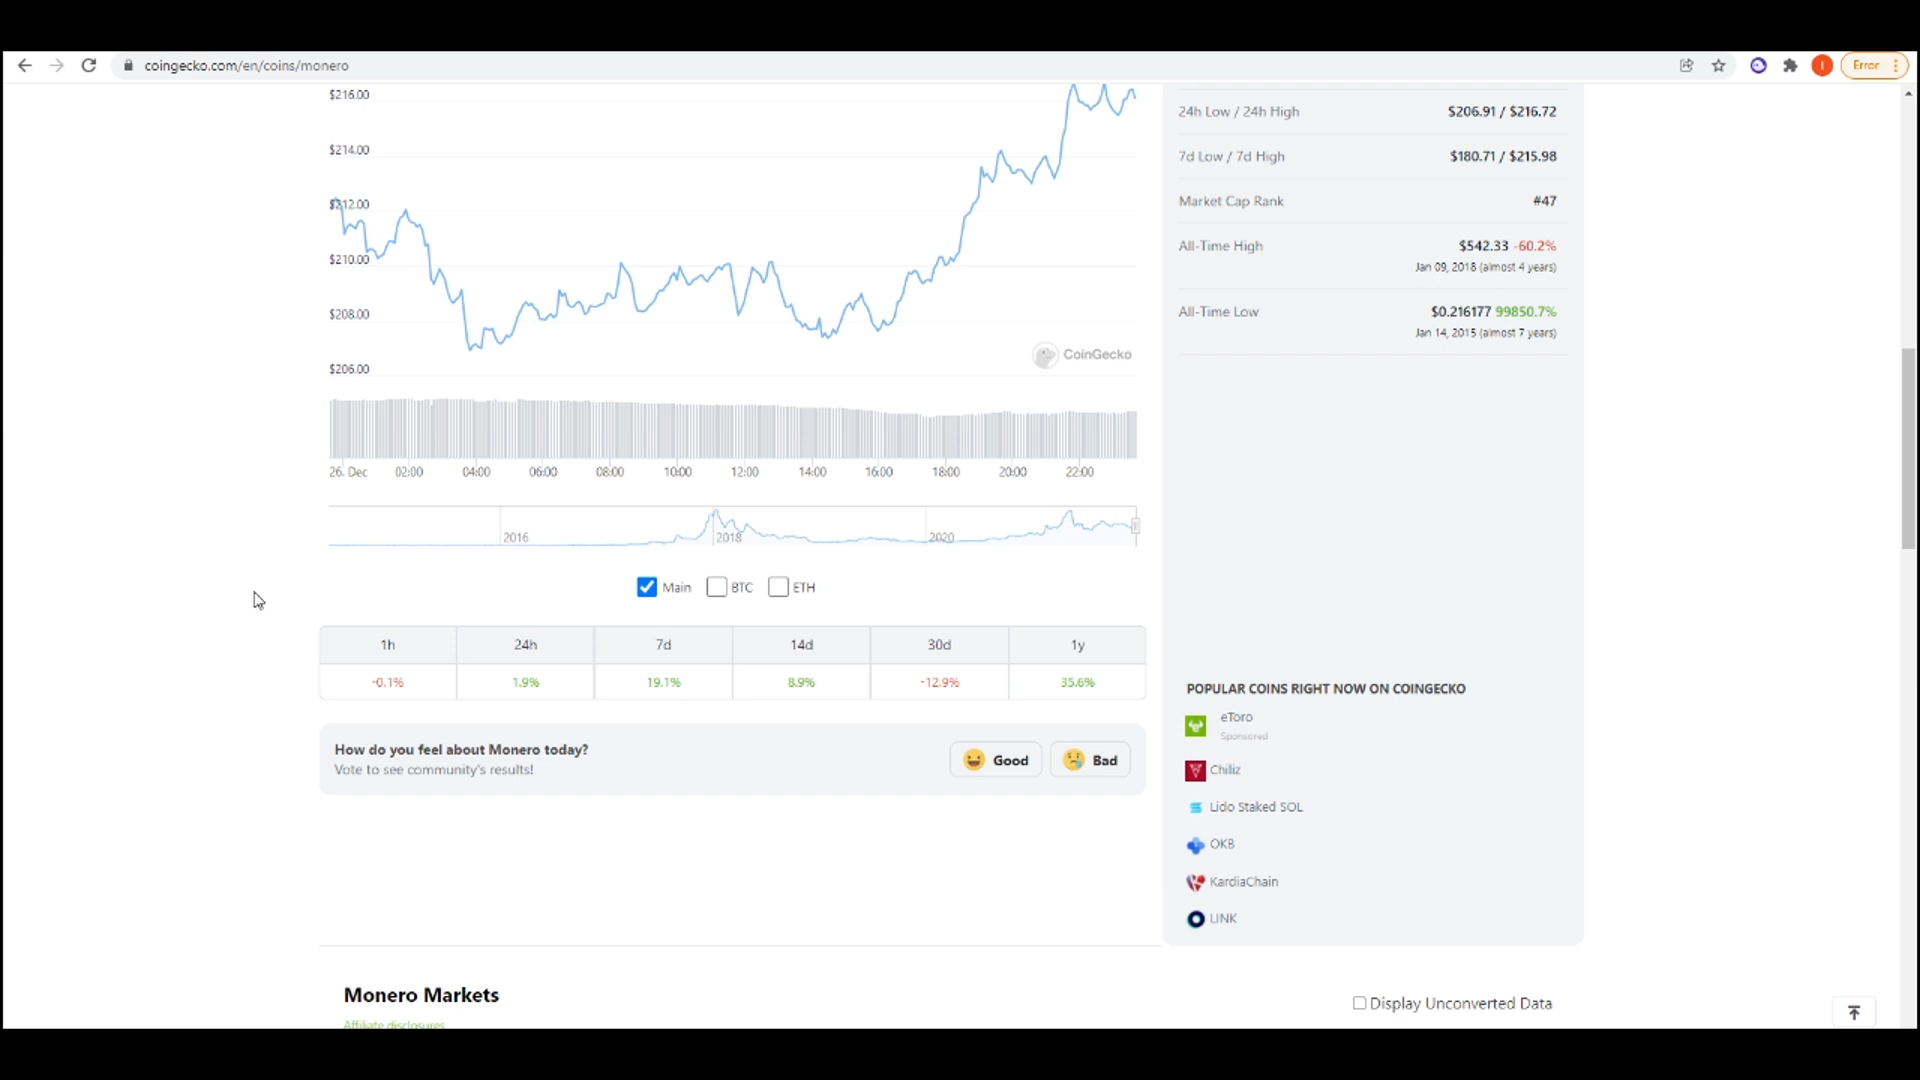 coingecko.com/en/coins/monero
Error
$216.00
$214.00
$212.00
$210.00
$208.00
$206.00
CoinGecko
26. Dec 02:00 04:00 06:00 08:00 10:00 12:00 14:00 16:00 18:00 20:00 22:00
2016 2018 2020
Main BTC ETH
1h 24h 7d 14d 30d 1y
-0.1% 1.9% 19.1% 8.9% -12.9% 35.6%
How do you feel about Monero today?
Vote to see community's results!
Good Bad
24h Low / 24h High $206.91 / $216.72
7d Low / 7d High $180.71 / $215.98
Market Cap Rank #47
All-Time High $542.33 -60.2%
Jan 09, 2018 (almost 4 years)
All-Time Low $0.216177 99850.7%
Jan 14, 2015 (almost 7 years)
POPULAR COINS RIGHT NOW ON COINGECKO
eToro
Sponsored
Chiliz
Lido Staked SOL
OKB
KardiaChain
LINK
Monero Markets
Affiliate disclosures
Display Unconverted Data